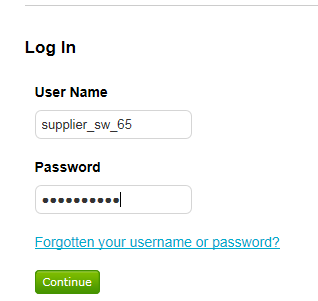 Log In
User Name
supplier_sw_65
Password
••••••••••
Forgotten your username or password?
Continue